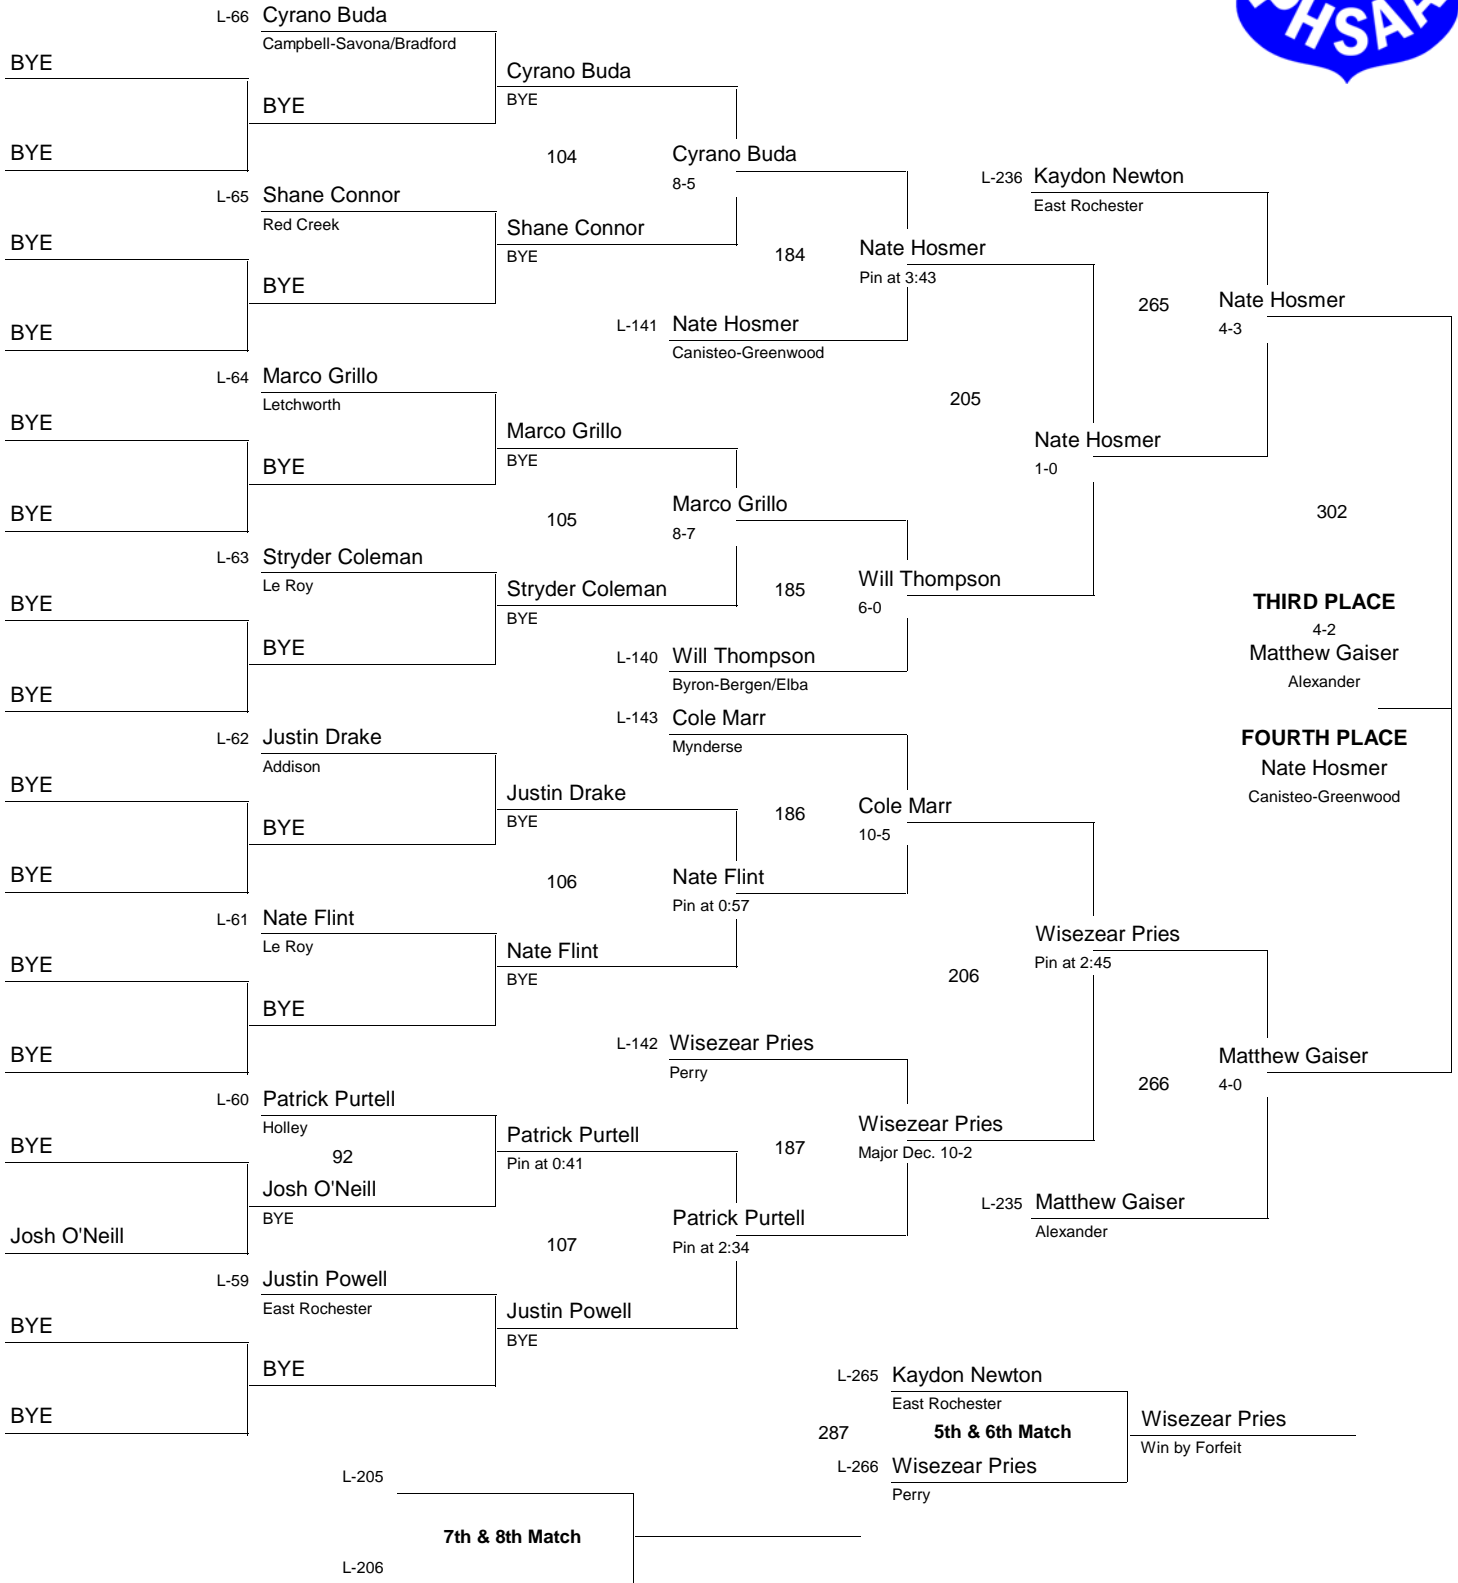 PHSAA
L-66 Cyrano Buda
Campbell-Savona/Bradford
BYE
Cyrano Buda
BYE
BYE
BYE
104
Cyrano Buda
8-5
L-236 Kaydon Newton
East Rochester
L-65 Shane Connor
Red Creek
Shane Connor
BYE
BYE
184
Nate Hosmer
Pin at 3:43
BYE
265
Nate Hosmer
4-3
L-141 Nate Hosmer
Canisteo-Greenwood
BYE
L-64 Marco Grillo
Letchworth
205
BYE
Marco Grillo
BYE
Nate Hosmer
1-0
BYE
Marco Grillo
8-7
BYE
105
302
L-63 Stryder Coleman
Le Roy
Stryder Coleman
BYE
185
Will Thompson
6-0
BYE
THIRD PLACE
4-2
Matthew Gaiser
Alexander
BYE
L-140 Will Thompson
Byron-Bergen/Elba
BYE
L-143 Cole Marr
Mynderse
L-62 Justin Drake
Addison
FOURTH PLACE
Nate Hosmer
Canisteo-Greenwood
BYE
Justin Drake
BYE
186
Cole Marr
10-5
BYE
BYE
106
Nate Flint
Pin at 0:57
L-61 Nate Flint
Le Roy
Nate Flint
BYE
Wisezear Pries
Pin at 2:45
BYE
206
BYE
L-142 Wisezear Pries
Perry
BYE
Matthew Gaiser
4-0
266
L-60 Patrick Purtell
Holley
92
Patrick Purtell
Pin at 0:41
187
Wisezear Pries
Major Dec. 10-2
BYE
Josh O'Neill
BYE
L-235 Matthew Gaiser
Alexander
Josh O'Neill
107
Patrick Purtell
Pin at 2:34
L-59 Justin Powell
East Rochester
Justin Powell
BYE
BYE
BYE
L-265 Kaydon Newton
East Rochester
BYE
287
5th & 6th Match
Wisezear Pries
Win by Forfeit
L-266 Wisezear Pries
Perry
L-205
7th & 8th Match
L-206